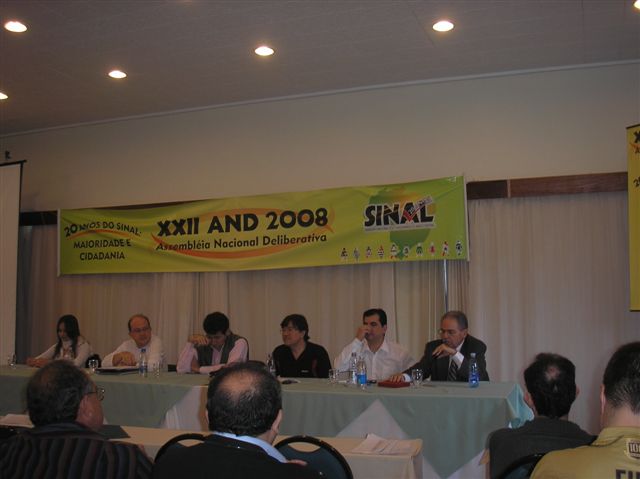 20 ANOS DO SINAL:
MAIORIDADE E
CIDADANIA
XXII AND 2008
Assembléia Nacional Deliberativa
SINAL